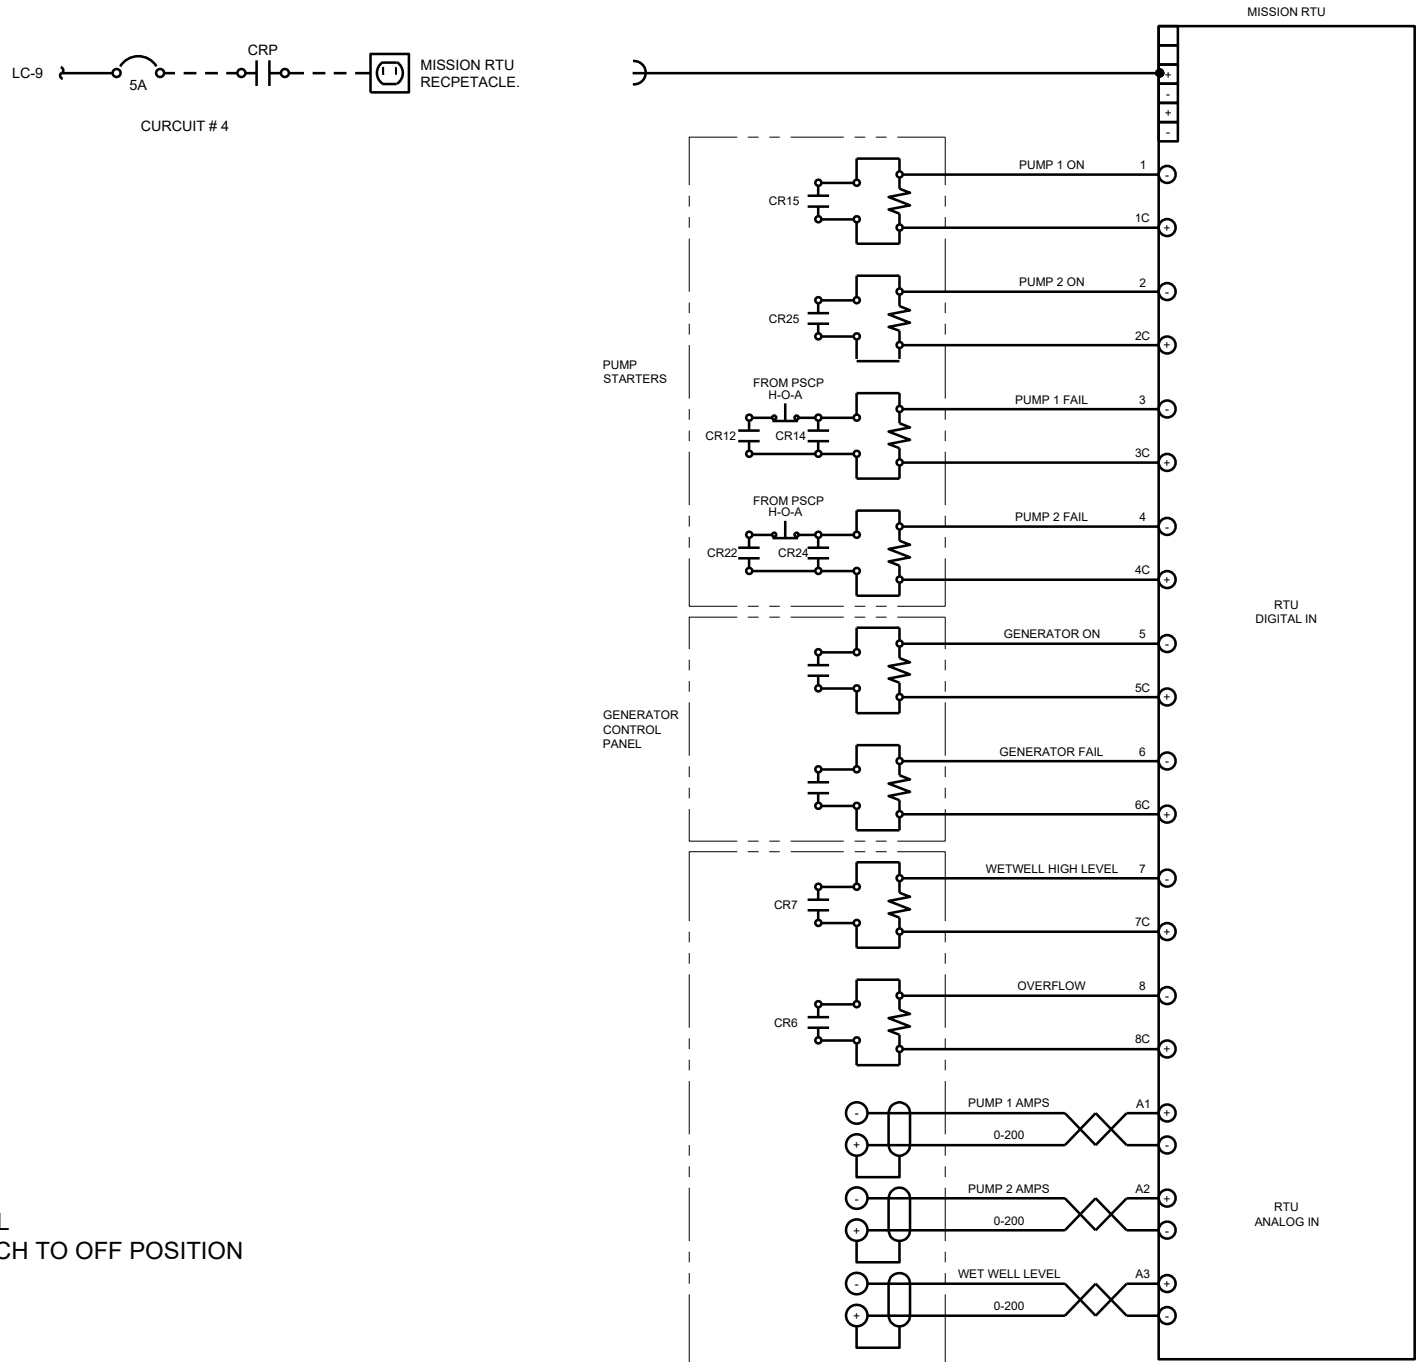 MISSION RTU
LC-9
5A
CRP
MISSION RTU
RECPETACLE.
CURCUIT # 4
+
-
+
-
PUMP
STARTERS
CR15
PUMP 1 ON
1
-
1C
+
CR25
PUMP 2 ON
2
-
2C
+
FROM PSCP
H-O-A
CR12
CR14
PUMP 1 FAIL
3
-
3C
+
FROM PSCP
H-O-A
CR22
CR24
PUMP 2 FAIL
4
-
4C
+
RTU
DIGITAL IN
GENERATOR
CONTROL
PANEL
GENERATOR ON
5
-
5C
+
GENERATOR FAIL
6
-
6C
+
CR7
WETWELL HIGH LEVEL
7
-
7C
+
CR6
OVERFLOW
8
-
8C
+
-
PUMP 1 AMPS
A1
+
+
0-200
-
-
PUMP 2 AMPS
A2
+
+
0-200
-
RTU
ANALOG IN
-
WET WELL LEVEL
A3
+
+
0-200
-
L
CH TO OFF POSITION